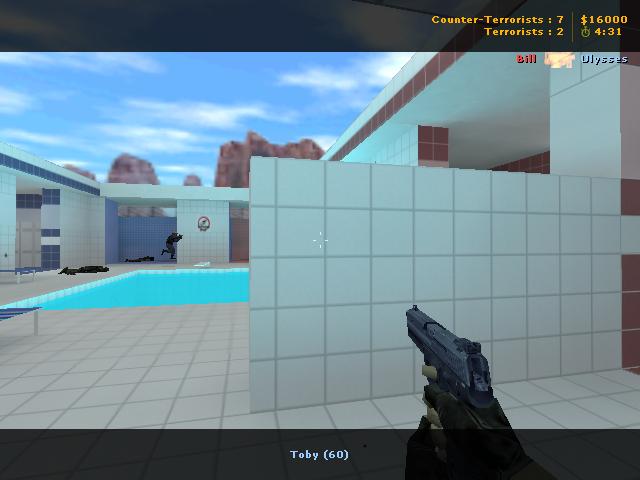 Counter-Terrorists : 7 $16000
Terrorists : 2 4:31
Bill Ulysses
Toby (60)